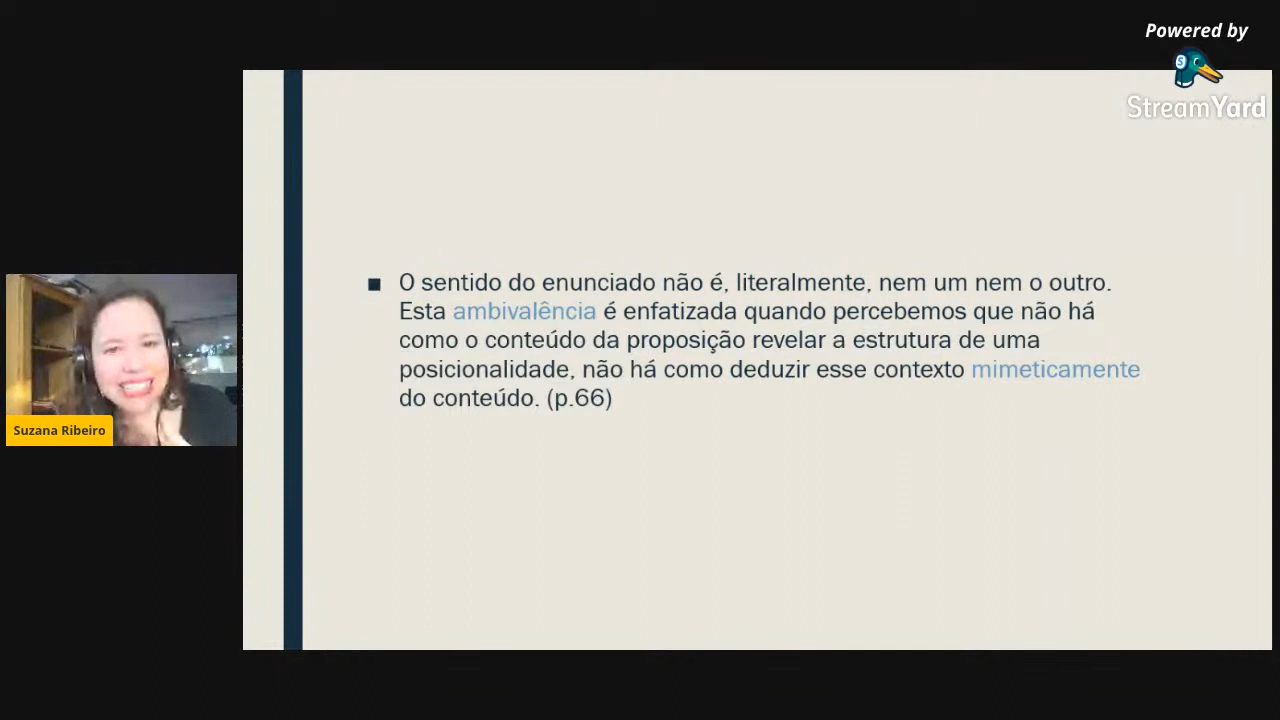 Powered by
StreamYard
■ O sentido do enunciado não é, literalmente, nem um nem o outro.
Esta ambivalência é enfatizada quando percebemos que não há
como o conteúdo da proposição revelar a estrutura de uma
posicionalidade, não há como deduzir esse contexto mimeticamente
do conteúdo. (p.66)
Suzana Ribeiro